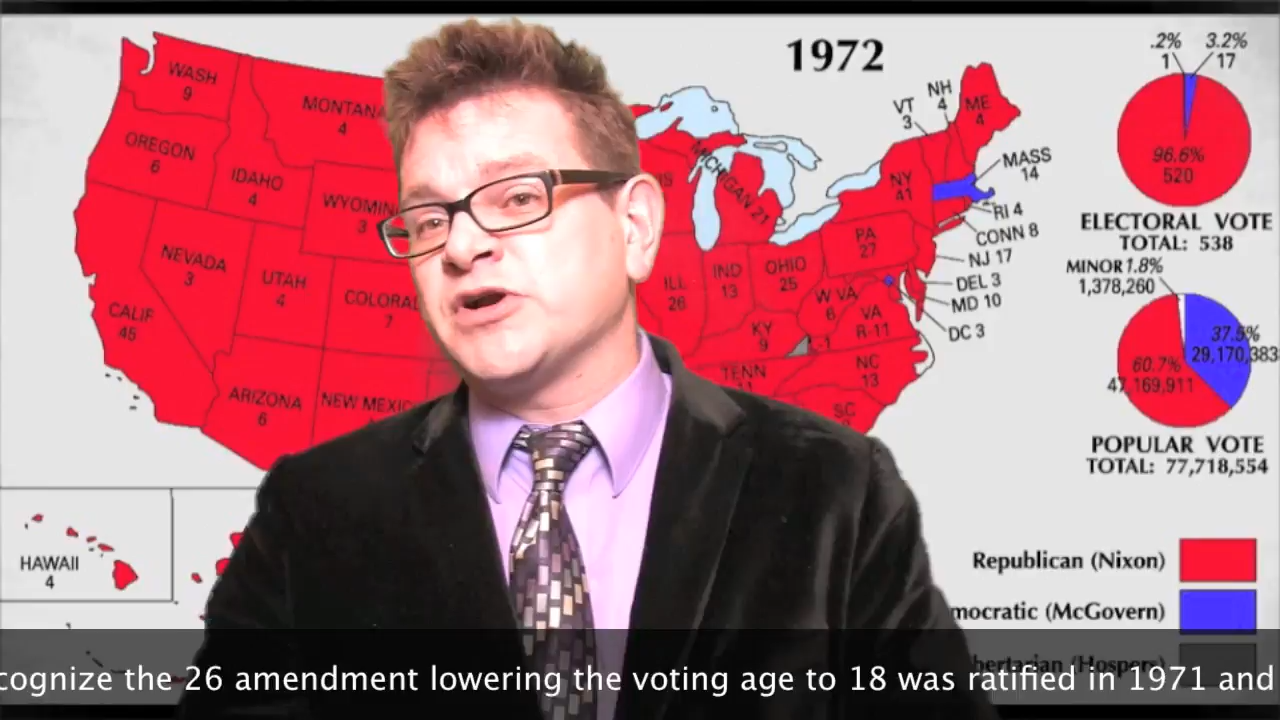 1972
.2%
1
3.2%
17
96.6%
520
ELECTORAL VOTE
TOTAL: 538
MINOR 1.8%
1,378,260
37.5%
29,170,383
60.7%
47,169,911
POPULAR VOTE
TOTAL: 77,718,554
WASH
9
OREGON
6
IDAHO
4
MONTANA
4
WYOMIN
3
NEVADA
3
UTAH
4
COLORAD
7
CALIF
45
ARIZONA
6
NEW MEXIC
HAWAII
4
MICHIGAN 21
ILL
26
IND
13
OHIO
25
KY
9
TENN
W VA
6
VA
R-11
-1
NC
13
SC
PA
27
NY
41
VT
3
NH
4
ME
4
MASS
14
RI 4
CONN 8
NJ 17
DEL 3
MD 10
DC 3
Republican (Nixon)
mocratic (McGovern)
bertarian (Hospers)
cognize the 26 amendment lowering the voting age to 18 was ratified in 1971 and